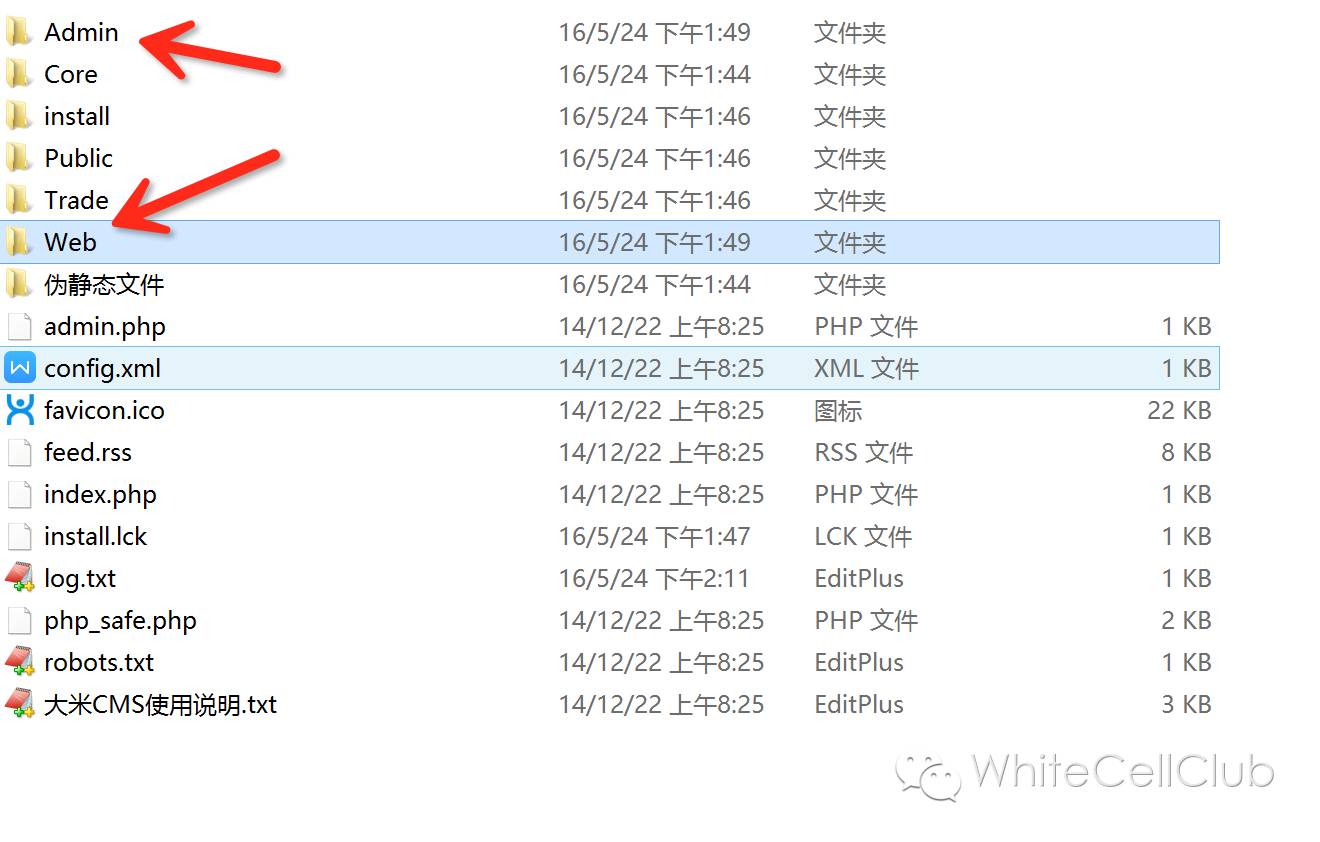 Admin 16/5/24 下午1:49 文件夹
Core 16/5/24 下午1:44 文件夹
install 16/5/24 下午1:46 文件夹
Public 16/5/24 下午1:46 文件夹
Trade 16/5/24 下午1:46 文件夹
Web 16/5/24 下午1:49 文件夹
伪静态文件 16/5/24 下午1:44 文件夹
admin.php 14/12/22 上午8:25 PHP 文件 1 KB
config.xml 14/12/22 上午8:25 XML 文件 1 KB
favicon.ico 14/12/22 上午8:25 图标 22 KB
feed.rss 14/12/22 上午8:25 RSS 文件 8 KB
index.php 14/12/22 上午8:25 PHP 文件 1 KB
install.lck 16/5/24 下午1:47 LCK 文件 1 KB
log.txt 16/5/24 下午2:11 EditPlus 1 KB
php_safe.php 14/12/22 上午8:25 PHP 文件 2 KB
robots.txt 14/12/22 上午8:25 EditPlus 1 KB
大米CMS使用说明.txt 14/12/22 上午8:25 EditPlus 3 KB
WhiteCellClub